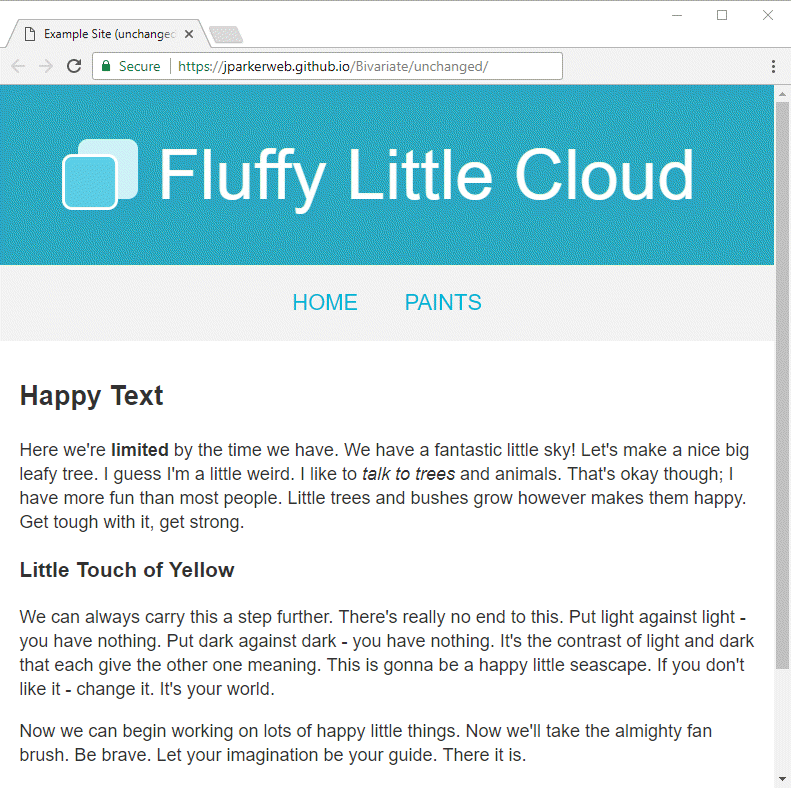 Example Site (unchanged
Secure
https://jparkerweb.github.io/Bivariate/unchanged/
Fluffy Little Cloud
HOME PAINTS
Happy Text
Here we're limited by the time we have. We have a fantastic little sky! Let's make a nice big
leafy tree. I guess I'm a little weird. I like to talk to trees and animals. That's okay though; I
have more fun than most people. Little trees and bushes grow however makes them happy.
Get tough with it, get strong.
Little Touch of Yellow
We can always carry this a step further. There's really no end to this. Put light against light -
you have nothing. Put dark against dark - you have nothing. It's the contrast of light and dark
that each give the other one meaning. This is gonna be a happy little seascape. If you don't
like it - change it. It's your world.
Now we can begin working on lots of happy little things. Now we'll take the almighty fan
brush. Be brave. Let your imagination be your guide. There it is.